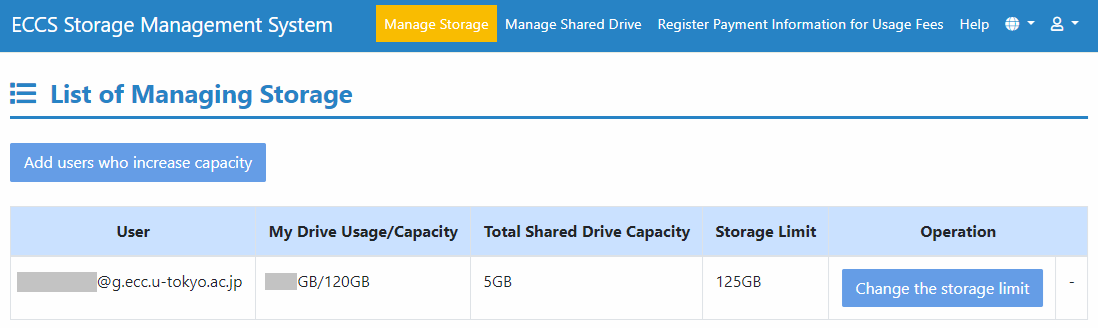 ECCS Storage Management System Manage Storage Manage Shared Drive Register Payment Information for Usage Fees Help
List of Managing Storage
Add users who increase capacity
User My Drive Usage/Capacity Total Shared Drive Capacity Storage Limit Operation
@g.ecc.u-tokyo.ac.jp GB/120GB 5GB 125GB Change the storage limit -